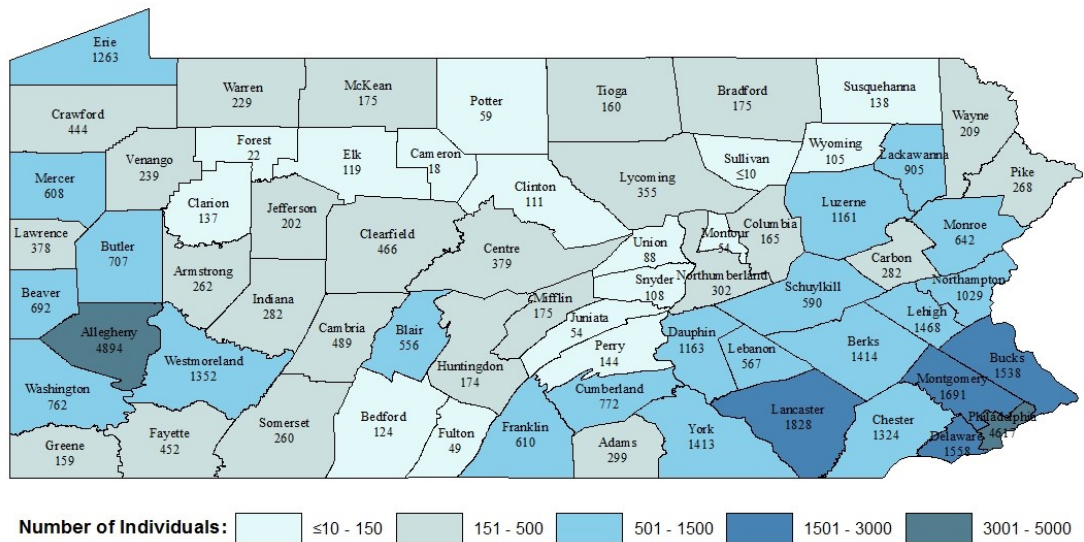 Erie
1263
Warren
229
McKean
175
Potter
59
Tioga
160
Bradford
175
Susquehanna
138
Wayne
209
Crawford
444
Forest
22
Elk
119
Cameron
18
Sullivan
≤10
Wyoming
105
Lackawanna
905
Venango
239
Mercer
608
Clarion
137
Jefferson
202
Clinton
111
Lycoming
355
Pike
268
Luzerne
1161
Lawrence
378
Butler
707
Clearfield
466
Centre
379
Union
88
Montour
54
Columbia
165
Monroe
642
Armstrong
262
Carbon
282
Beaver
692
Indiana
282
Snyder
108
Northumberland
302
Northampton
1029
Schuylkill
590
Mifflin
175
Allegheny
4894
Cambria
489
Blair
556
Juniata
54
Lehigh
1468
Dauphin
1163
Perry
144
Lebanon
567
Berks
1414
Bucks
1538
Westmoreland
1352
Huntingdon
174
Washington
762
Cumberland
772
Montgomery
1691
Bedford
124
Lancaster
1828
Philadelphia
4617
Greene
159
Fayette
452
Somerset
260
Fulton
49
Franklin
610
Adams
299
York
1413
Chester
1324
Delaware
1558
Number of Individuals: ≤10 - 150 151 - 500 501 - 1500 1501 - 3000 3001 - 5000